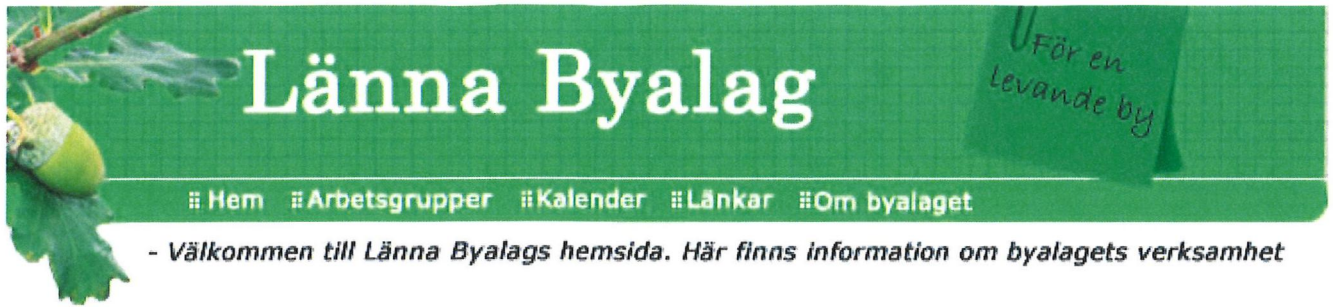 Länna Byalag
För en
Levande by
Hem Arbetsgrupper Kalender Länkar Om byalaget
- Välkommen till Länna Byalags hemsida. Här finns information om byalagets verksamhet